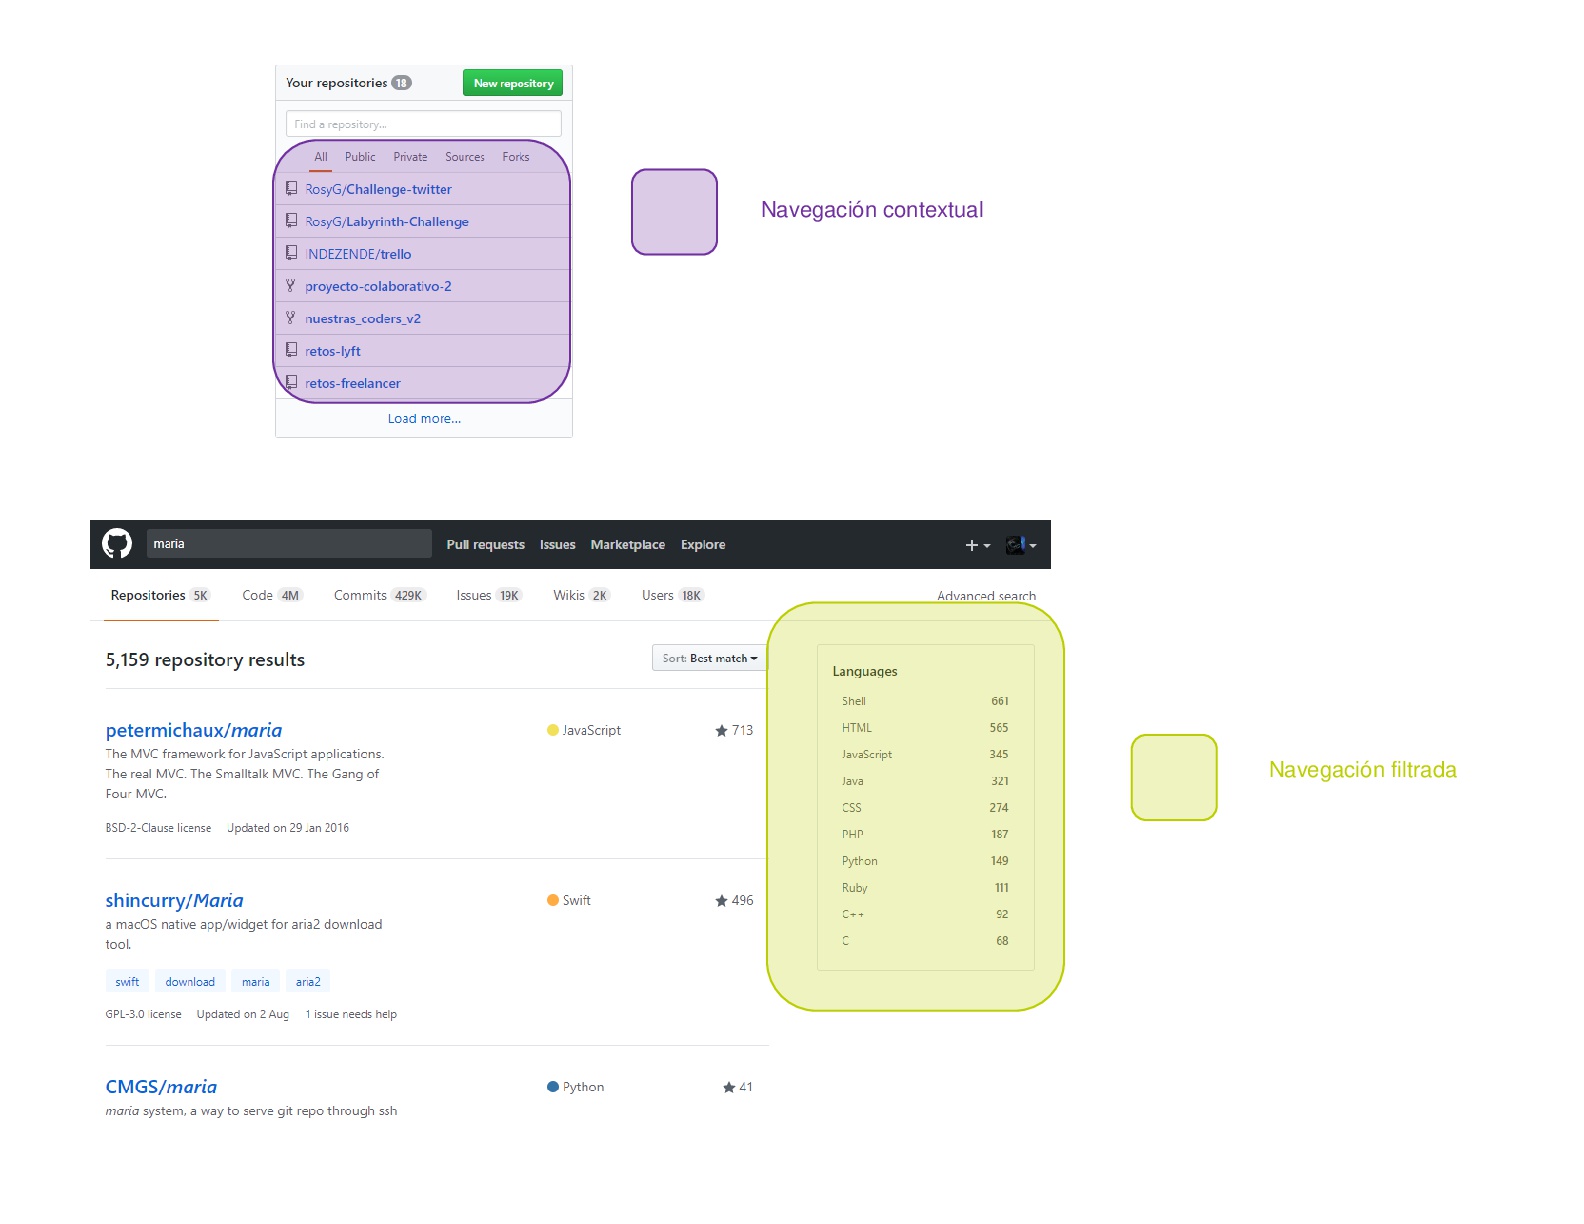 Your repositories 18 New repository
Find a repository...
All Public Private Sources Forks
RosyG/Challenge-twitter
RosyG/Labyrinth-Challenge
INDEZENDE/trello
proyecto-colaborativo-2
nuestras_coders_v2
retos-lyft
retos-freelancer
Load more...
Navegación contextual
maria Pull requests Issues Marketplace Explore
Repositories 5K Code 4M Commits 429K Issues 19K Wikis 2K Users 18K Advanced search
5,159 repository results Sort: Best match
petermichaux/maria JavaScript 713
The MVC framework for JavaScript applications.
The real MVC. The Smalltalk MVC. The Gang of
Four MVC.
BSD-2-Clause license Updated on 29 Jan 2016
shincurry/Maria Swift 496
a macOS native app/widget for aria2 download
tool.
swift download maria aria2
GPL-3.0 license Updated on 2 Aug 1 issue needs help
CMGS/maria Python 41
maria system, a way to serve git repo through ssh
Languages
Shell 661
HTML 565
JavaScript 345
Java 321
CSS 274
PHP 187
Python 149
Ruby 111
C++ 92
C 68
Navegación filtrada